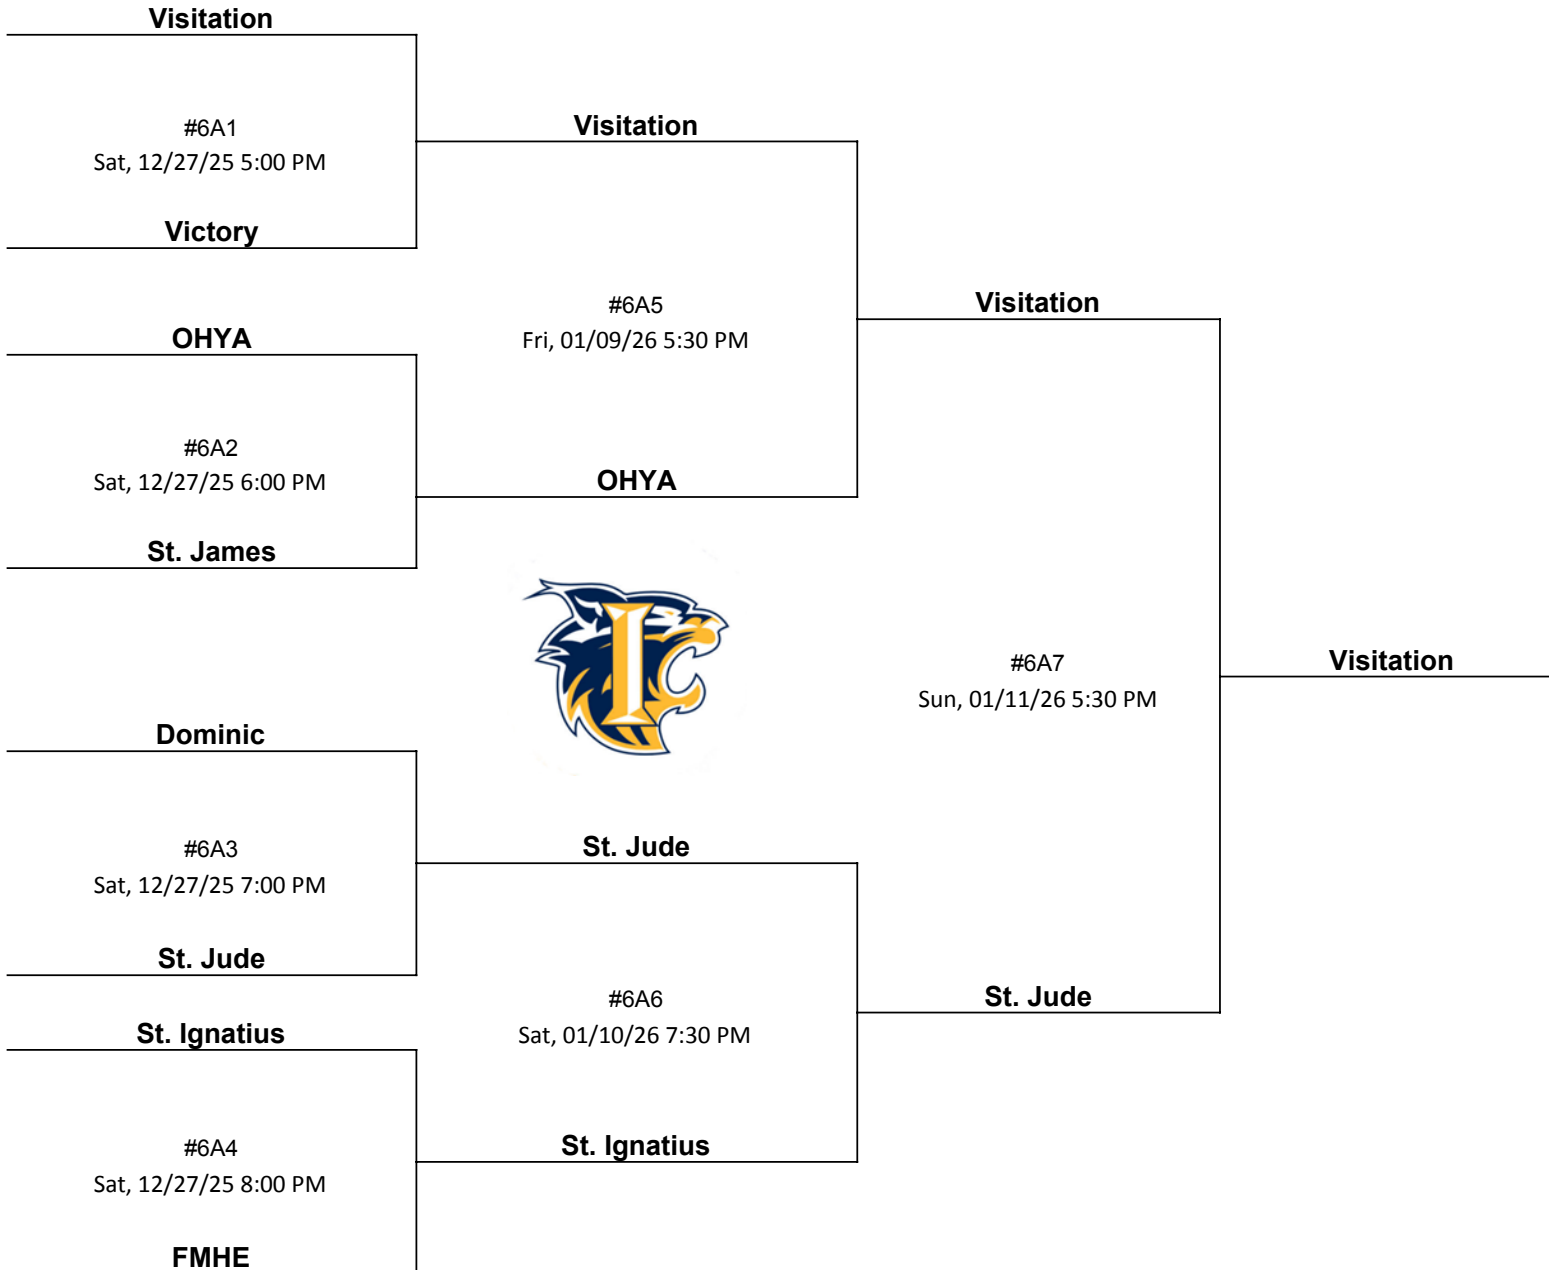 Visitation
#6A1
Sat, 12/27/25 5:00 PM
Victory
Visitation
OHYA
#6A2
Sat, 12/27/25 6:00 PM
St. James
#6A5
Fri, 01/09/26 5:30 PM
OHYA
Visitation
IC
Dominic
#6A3
Sat, 12/27/25 7:00 PM
St. Jude
St. Jude
St. Ignatius
#6A4
Sat, 12/27/25 8:00 PM
FMHE
#6A6
Sat, 01/10/26 7:30 PM
St. Ignatius
St. Jude
#6A7
Sun, 01/11/26 5:30 PM
Visitation